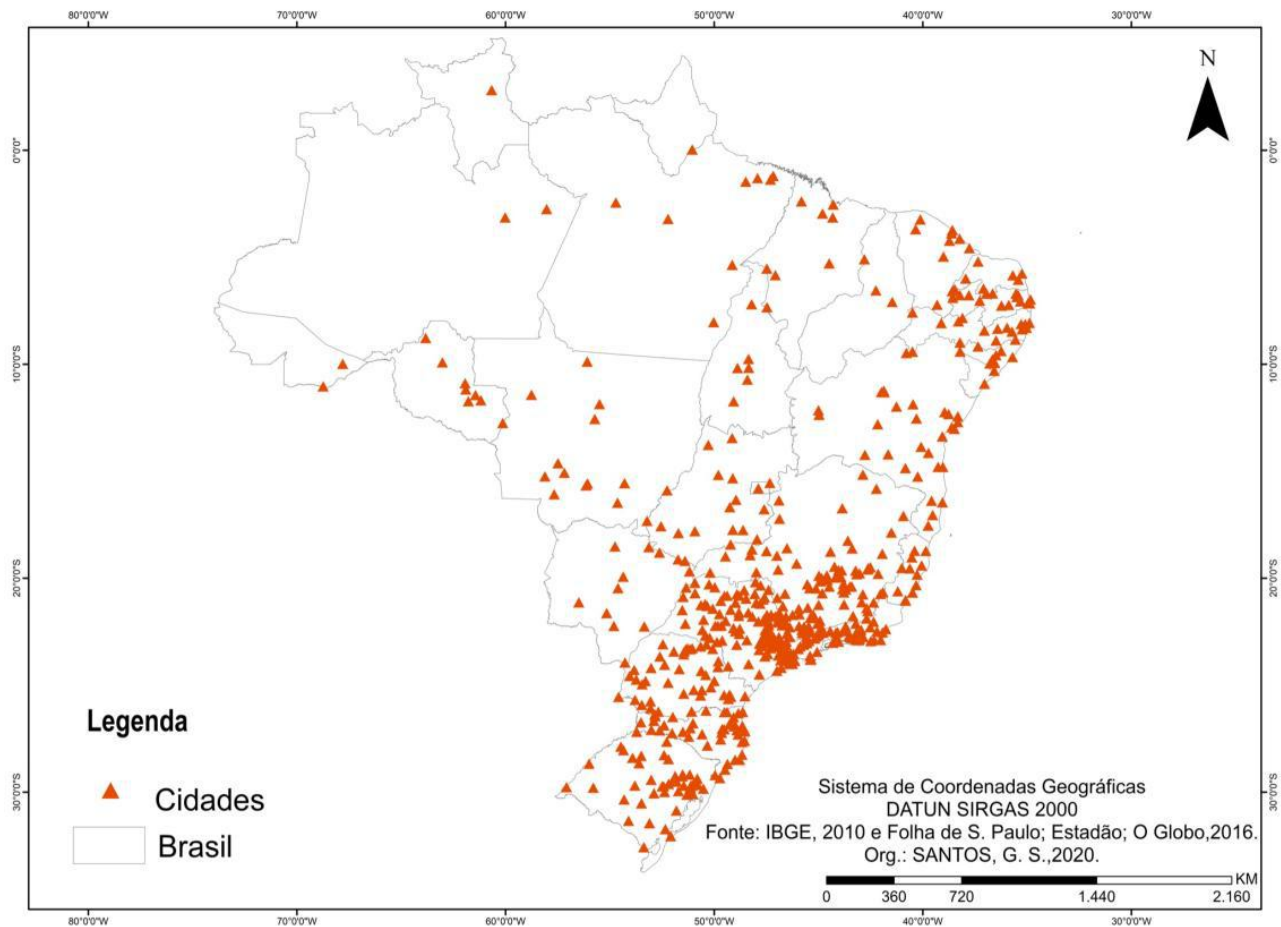 80°0'0"W 70°0'0"W 60°0'0"W 50°0'0"W 40°0'0"W 30°0'0"W
N
0°0'0" 0°0'0"
10°0'0"S 10°0'0"S
20°0'0"S 20°0'0"S
Legenda
Cidades
Brasil
30°0'0"S 30°0'0"S
Sistema de Coordenadas Geográficas
DATUN SIRGAS 2000
Fonte: IBGE, 2010 e Folha de S. Paulo; Estadão; O Globo,2016.
Org.: SANTOS, G. S.,2020.
KM
0 360 720 1.440 2.160
80°0'0"W 70°0'0"W 60°0'0"W 50°0'0"W 40°0'0"W 30°0'0"W